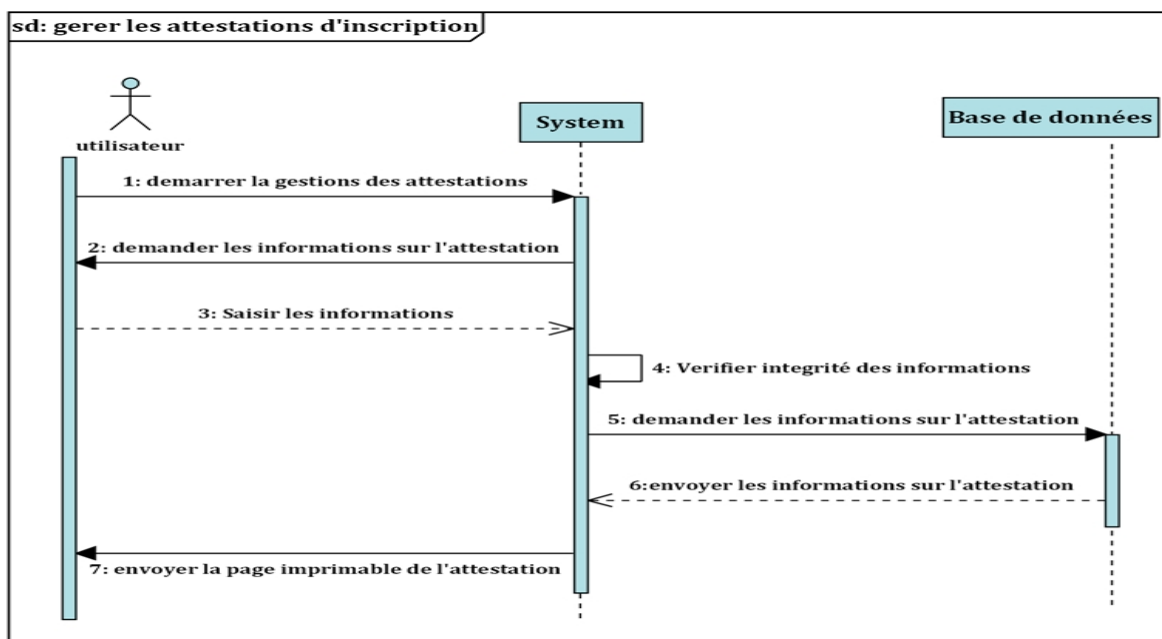 sd: gerer les attestations d'inscription
utilisateur
System
Base de données
1: demarrer la gestions des attestations
2: demander les informations sur l'attestation
3: Saisir les informations
4: Verifier integrité des informations
5: demander les informations sur l'attestation
6:envoyer les informations sur l'attestation
7: envoyer la page imprimable de l'attestation